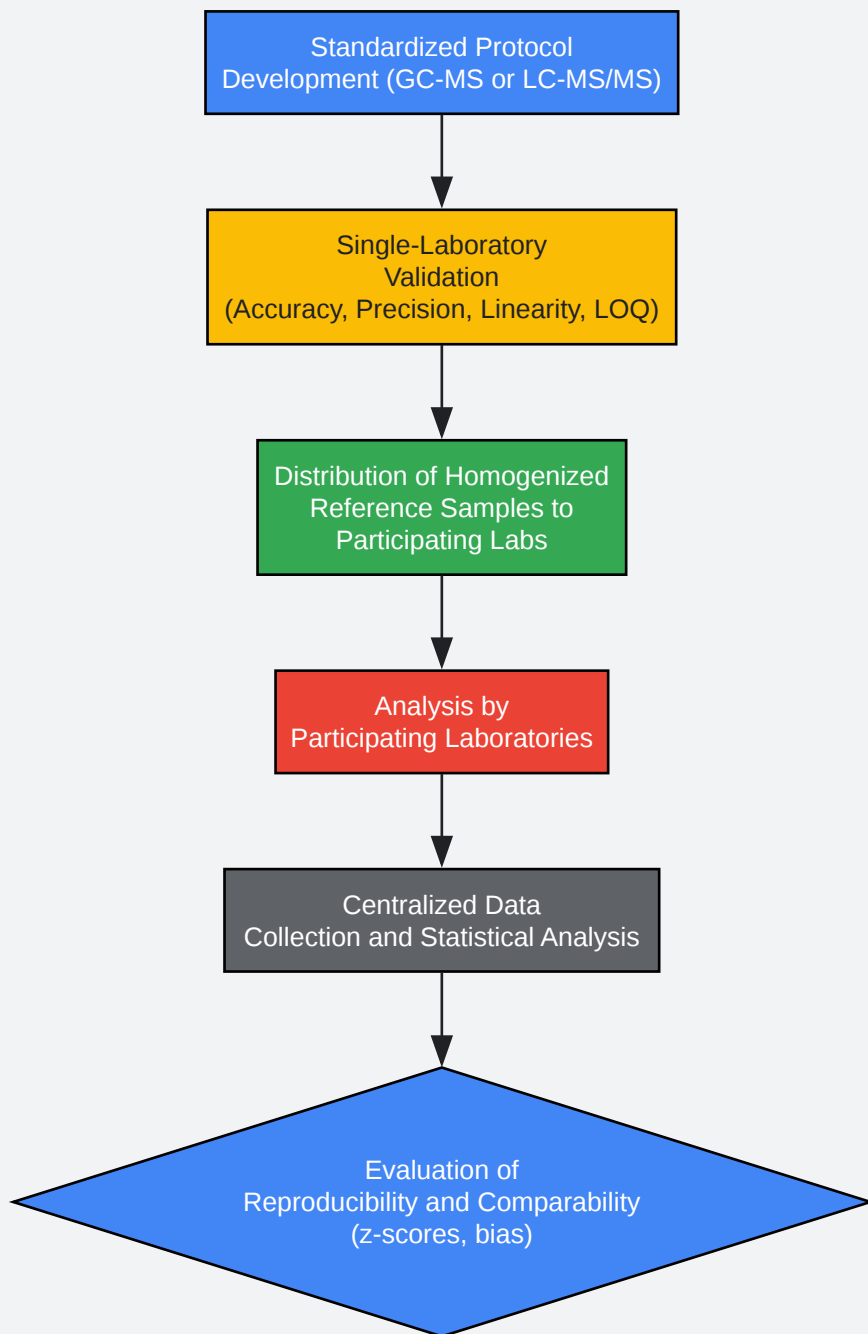 Standardized Protocol
Development (GC-MS or LC-MS/MS)
Single-Laboratory
Validation
(Accuracy, Precision, Linearity, LOQ)
Distribution of Homogenized
Reference Samples to
Participating Labs
Analysis by
Participating Laboratories
Centralized Data
Collection and Statistical Analysis
Evaluation of
Reproducibility and Comparability
(z-scores, bias)